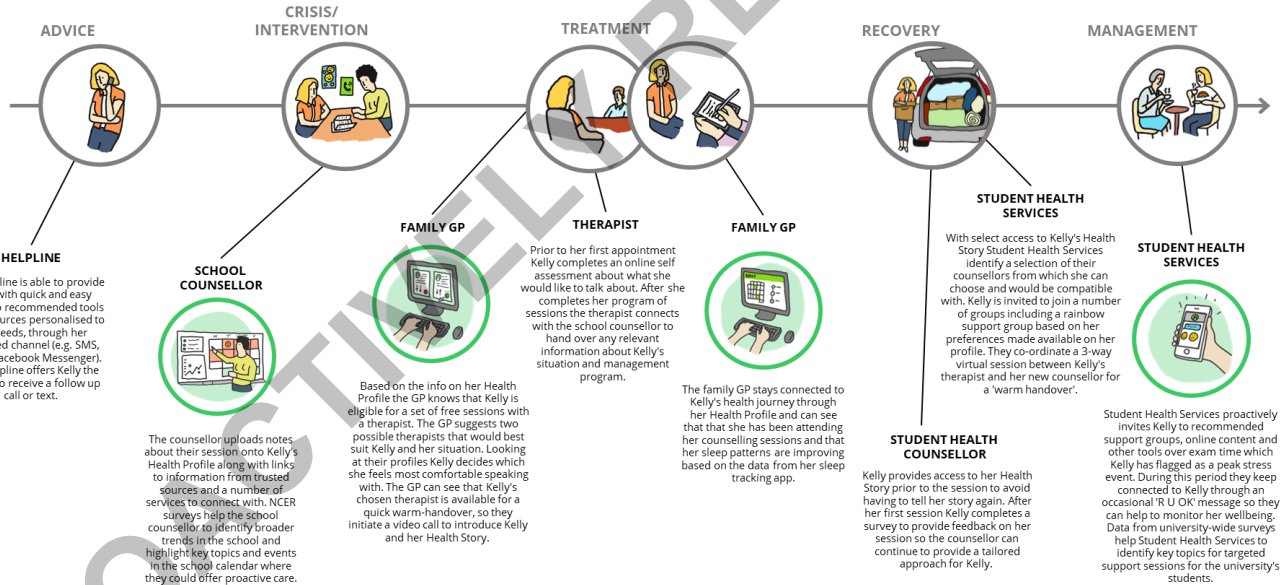 ADVICE
CRISIS/
INTERVENTION
TREATMENT
RECOVERY
MANAGEMENT
HELPLINE
line is able to provide
with quick and easy
recommended tools
urces personalised to
eeds, through her
ed channel (e.g. SMS,
acebook Messenger).
pline offers Kelly the
to receive a follow up
call or text.
SCHOOL
COUNSELLOR
The counsellor uploads notes
about their session onto Kelly's
Health Profile along with links
to information from trusted
sources and a number of
services to connect with. NCER
surveys help the school
counsellor to identify broader
trends in the school and
highlight key topics and events
in the school calendar where
they could offer proactive care.
FAMILY GP
Based on the info on her Health
Profile the GP knows that Kelly is
eligible for a set of free sessions with
a therapist. The GP suggests two
possible therapists that would best
suit Kelly and her situation. Looking
at their profiles Kelly decides which
she feels most comfortable speaking
with. The GP can see that Kelly's
chosen therapist is available for a
quick warm-handover, so they
initiate a video call to introduce Kelly
and her Health Story.
THERAPIST
Prior to her first appointment
Kelly completes an online self
assessment about what she
would like to talk about. After she
completes her program of
sessions the therapist connects
with the school counsellor to
hand over any relevant
information about Kelly's
situation and management
program.
FAMILY GP
The family GP stays connected to
Kelly's health journey through
her Health Profile and can see
that that she has been attending
her counselling sessions and that
her sleep patterns are improving
based on the data from her sleep
tracking app.
STUDENT HEALTH
COUNSELLOR
Kelly provides access to her Health
Story prior to the session to avoid
having to tell her story again. After
her first session Kelly completes a
survey to provide feedback on her
session so the counsellor can
continue to provide a tailored
approach for Kelly.
STUDENT HEALTH
SERVICES
With select access to Kelly's Health
Story Student Health Services
identify a selection of their
counsellors from which she can
choose and would be compatible
with. Kelly is invited to join a number
of groups including a rainbow
support group based on her
preferences made available on her
profile. They co-ordinate a 3-way
virtual session between Kelly's
therapist and her new counsellor for
a 'warm handover'.
STUDENT HEALTH
SERVICES
Student Health Services proactively
invites Kelly to recommended
support groups, online content and
other tools over exam time which
Kelly has flagged as a peak stress
event. During this period they keep
connected to Kelly through an
occasional 'R U OK' message so they
can help to monitor her wellbeing.
Data from university-wide surveys
help Student Health Services to
identify key topics for targeted
support sessions for the university's
students.
OACTIVELY RE